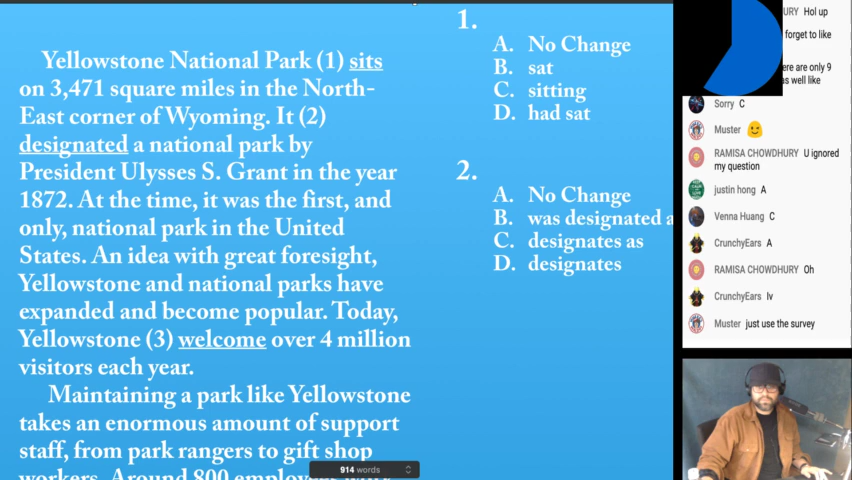 Yellowstone National Park (1) sits
on 3,471 square miles in the North-
East corner of Wyoming. It (2)
designated a national park by
President Ulysses S. Grant in the year
1872. At the time, it was the first, and
only, national park in the United
States. An idea with great foresight,
Yellowstone and national parks have
expanded and become popular. Today,
Yellowstone (3) welcome over 4 million
visitors each year.
Maintaining a park like Yellowstone
takes an enormous amount of support
staff, from park rangers to gift shop
workers. Around 800
914 words
1.
A. No Change
B. sat
C. sitting
D. had sat
2.
A. No Change
B. was designated a
C. designates as
D. designates
URY Hol up
forget to like
ere are only 9
as well like
Sorry C
Muster
RAMISA CHOWDHURY U ignored
my question
justin hong A
Venna Huang C
CrunchyEars A
RAMISA CHOWDHURY Oh
CrunchyEars Iv
Muster just use the survey